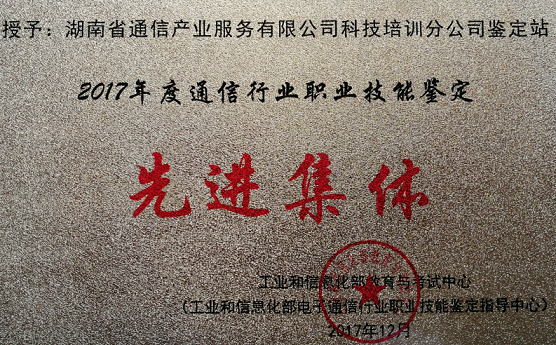 授予：湖南省通信产业服务有限公司科技培训分公司鉴定站
2017年度通信行业职业技能鉴定
先进集体
工业和信息化部教育与考试中心
（工业和信息化部电子通信行业职业技能鉴定指导中心）
2017年12月